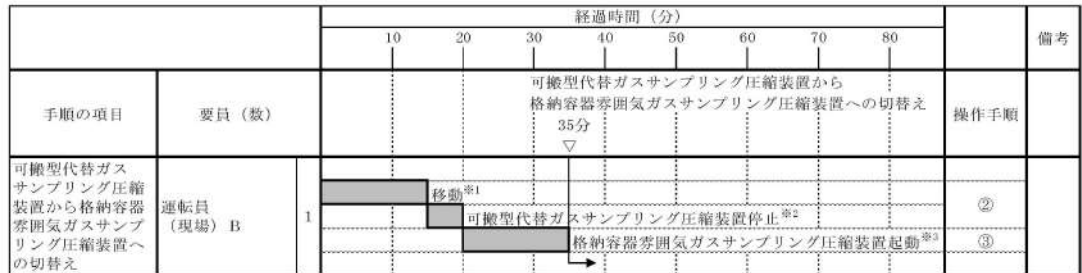 経過時間（分）
備考
10 20 30 40 50 60 70 80
手順の項目
要員（数）
可搬型代替ガスサンプリング圧縮装置から
格納容器雰囲気ガスサンプリング圧縮装置への切替え
35分
▽
操作手順
可搬型代替ガス
サンプリング圧縮
装置から格納容器
雰囲気ガスサンプ
リング圧縮装置へ
の切替え
運転員
（現場）B
1
移動※1
可搬型代替ガスサンプリング圧縮装置停止※2
②
格納容器雰囲気ガスサンプリング圧縮装置起動※3
③